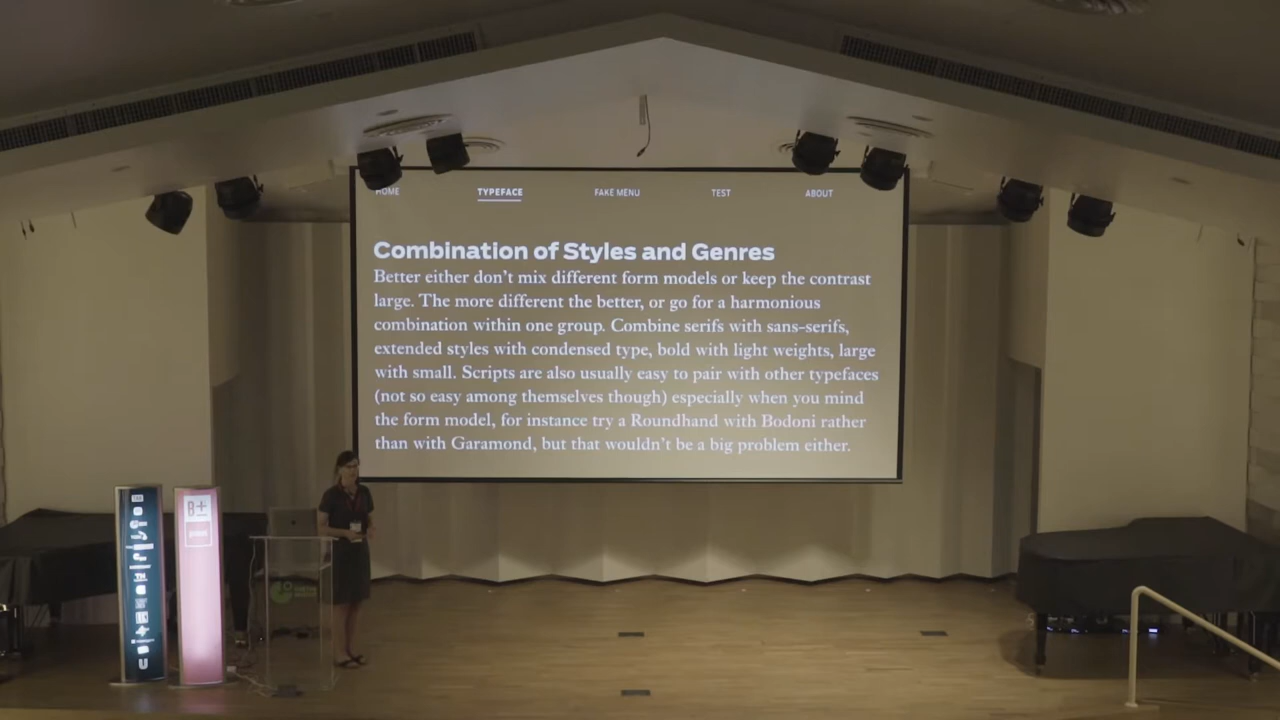 HOME
TYPEFACE
FAKE MENU
TEST
ABOUT
Combination of Styles and Genres
Better either don't mix different form models or keep the contrast
large. The more different the better, or go for a harmonious
combination within one group. Combine serifs with sans-serifs,
extended styles with condensed type, bold with light weights, large
with small. Scripts are also usually easy to pair with other typefaces
(not so easy among themselves though) especially when you mind
the form model, for instance try a Roundhand with Bodoni rather
than with Garamond, but that wouldn't be a big problem either.
B+